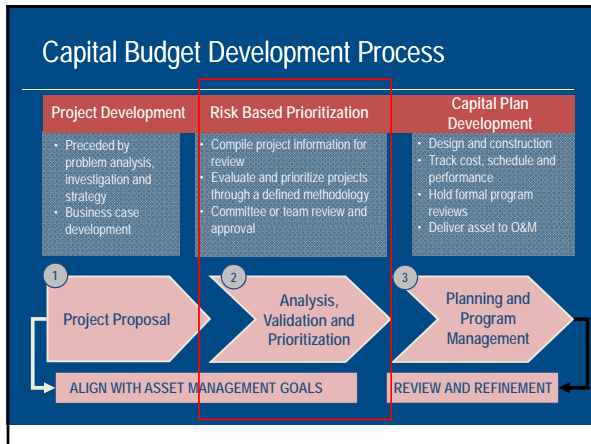 Capital Budget Development Process
Project Development
• Preceded by
problem analysis,
investigation and
strategy
• Business case
development
Risk Based Prioritization
• Compile project information for
review
• Evaluate and prioritize projects
through a defined methodology
• Committee or team review and
approval
Capital Plan
Development
• Design and construction
• Track cost, schedule and
performance
• Hold formal program
reviews
• Deliver asset to O&M
1
Project Proposal
2
Analysis,
Validation and
Prioritization
3
Planning and
Program
Management
ALIGN WITH ASSET MANAGEMENT GOALS
REVIEW AND REFINEMENT